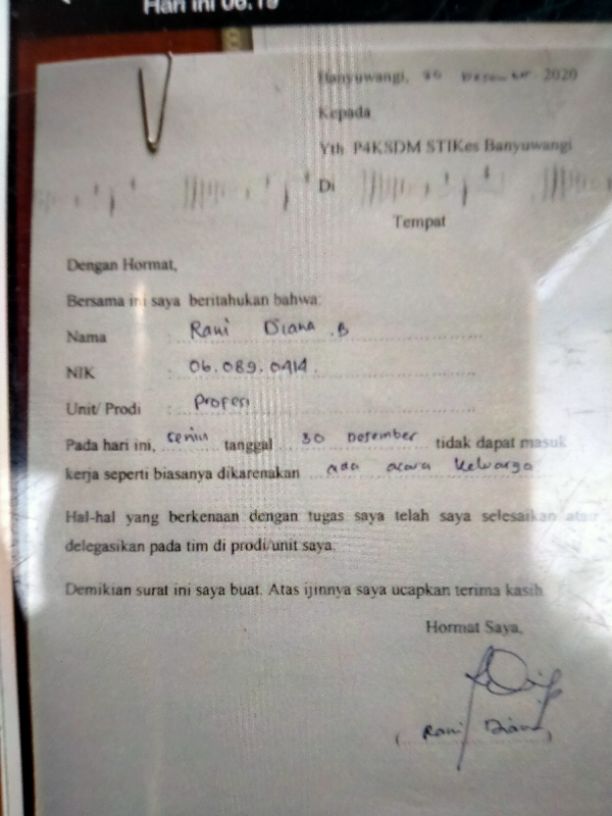 Hari ini 06.19
Banyuwangi, 30 Desember 2020
Kepada
Yth P4KSDM STIKes Banyuwangi
Di
Tempat
Dengan Hormat,
Bersama ini saya beritahukan bahwa:
Nama : Rani Diana .B
NIK : 06.089.0414
Unit/ Prodi : Profesi
Pada hari ini, senin tanggal 30 Desember tidak dapat masuk
kerja seperti biasanya dikarenakan ada acara keluarga
Hal-hal yang berkenaan dengan tugas saya telah saya selesaikan atau
delegasikan pada tim di prodi/unit saya.
Demikian surat ini saya buat. Atas ijinnya saya ucapkan terima kasih.
Hormat Saya,
( Rani Diana )